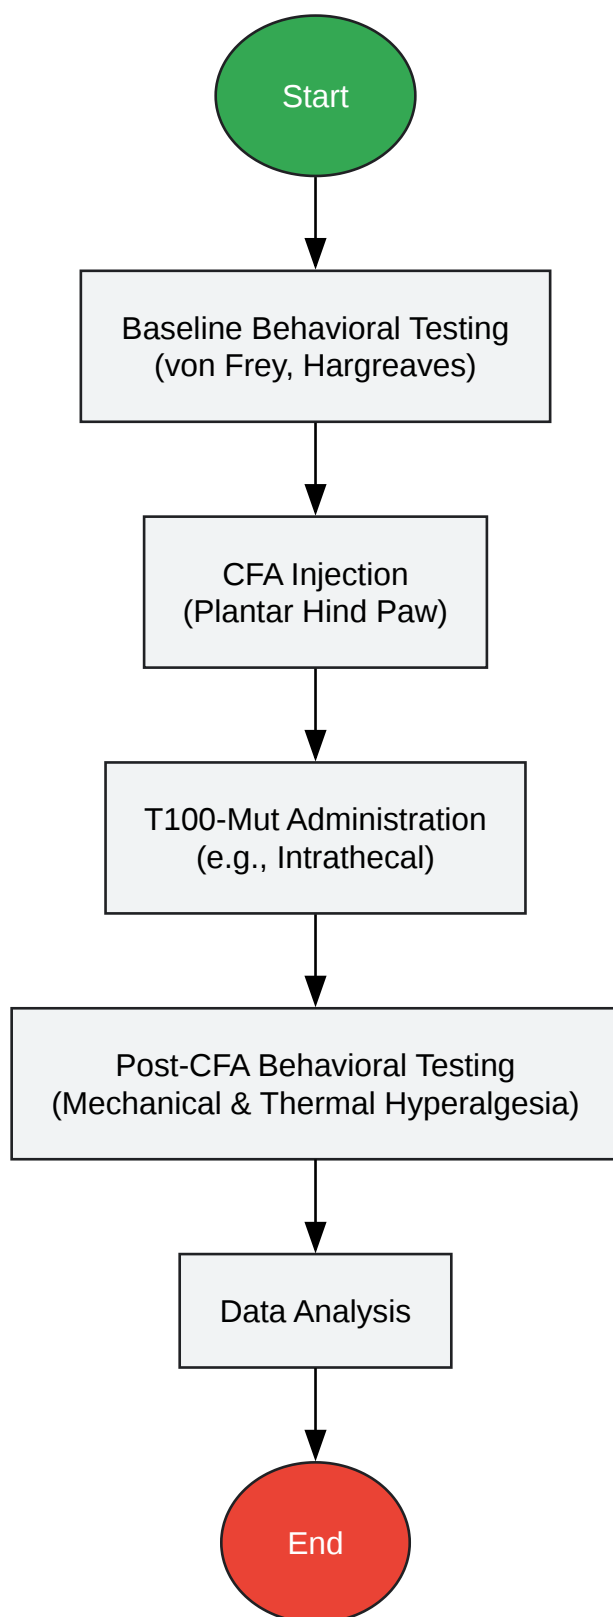 Start
Baseline Behavioral Testing
(von Frey, Hargreaves)
CFA Injection
(Plantar Hind Paw)
T100-Mut Administration
(e.g., Intrathecal)
Post-CFA Behavioral Testing
(Mechanical & Thermal Hyperalgesia)
Data Analysis
End